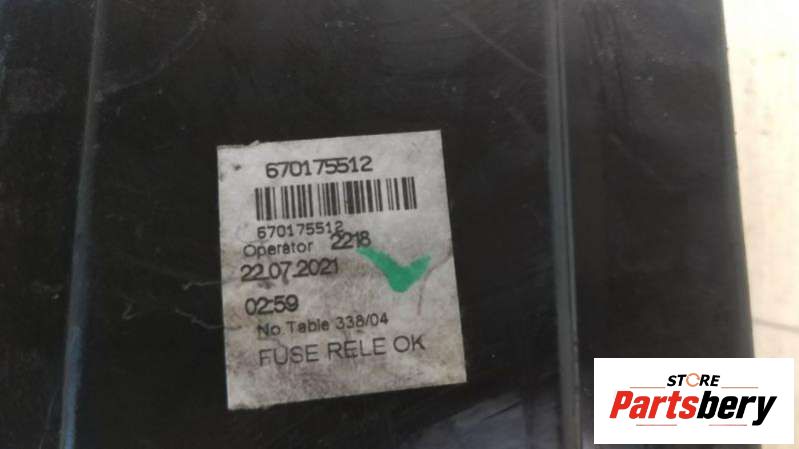 670175512
670175512
Operator 2218
22.07.2021
02:59
No.Table 338/04
FUSE RELE OK
STORE
Partsbery